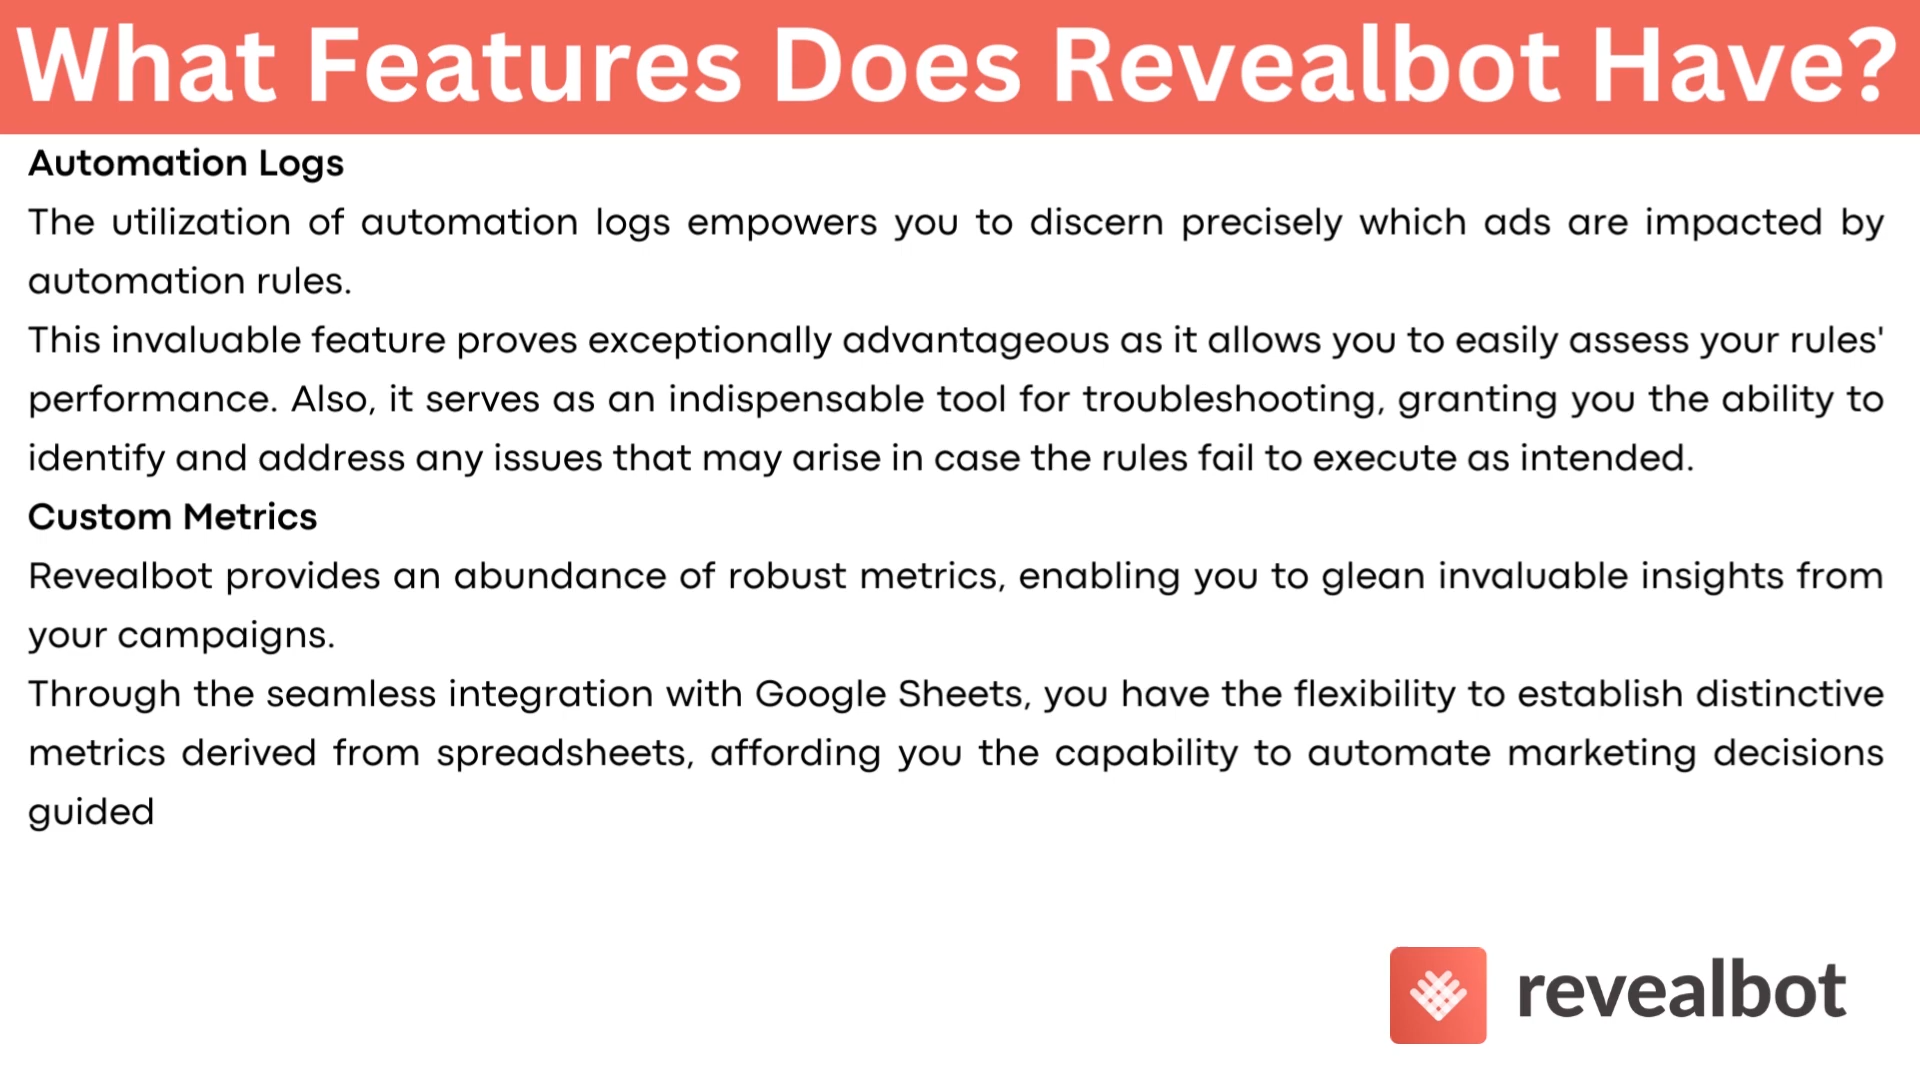 What Features Does Revealbot Have?
Automation Logs
The utilization of automation logs empowers you to discern precisely which ads are impacted by
automation rules.
This invaluable feature proves exceptionally advantageous as it allows you to easily assess your rules'
performance. Also, it serves as an indispensable tool for troubleshooting, granting you the ability to
identify and address any issues that may arise in case the rules fail to execute as intended.
Custom Metrics
Revealbot provides an abundance of robust metrics, enabling you to glean invaluable insights from
your campaigns.
Through the seamless integration with Google Sheets, you have the flexibility to establish distinctive
metrics derived from spreadsheets, affording you the capability to automate marketing decisions
guided
revealbot